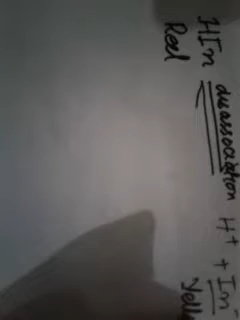 HIn dissociation H⁺ + In⁻
Red Yell